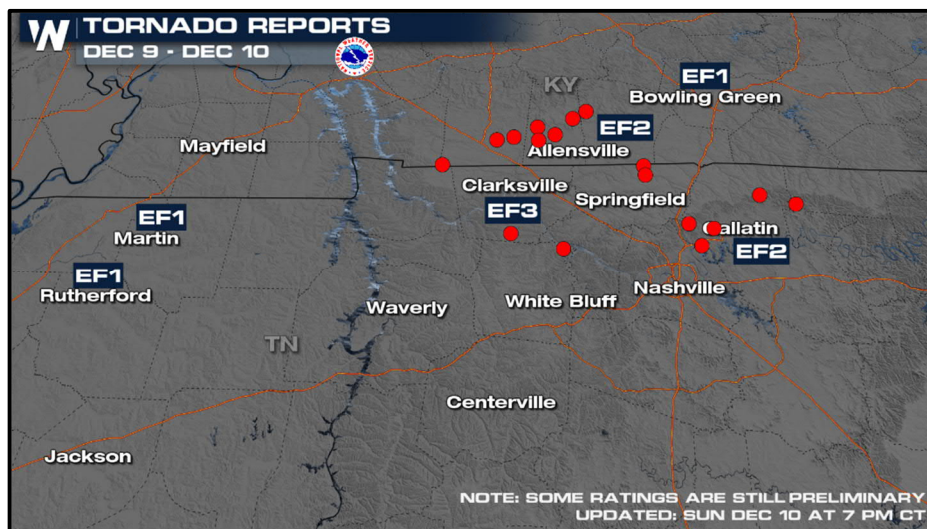 TORNADO REPORTS
DEC 9 - DEC 10
KY
EF1
Bowling Green
EF2
Allensville
Mayfield
Clarksville
Springfield
EF3
EF1
Martin
Gallatin
EF2
EF1
Rutherford
Nashville
Waverly
White Bluff
TN
Centerville
Jackson
NOTE: SOME RATINGS ARE STILL PRELIMINARY
UPDATED: SUN DEC 10 AT 7 PM CT